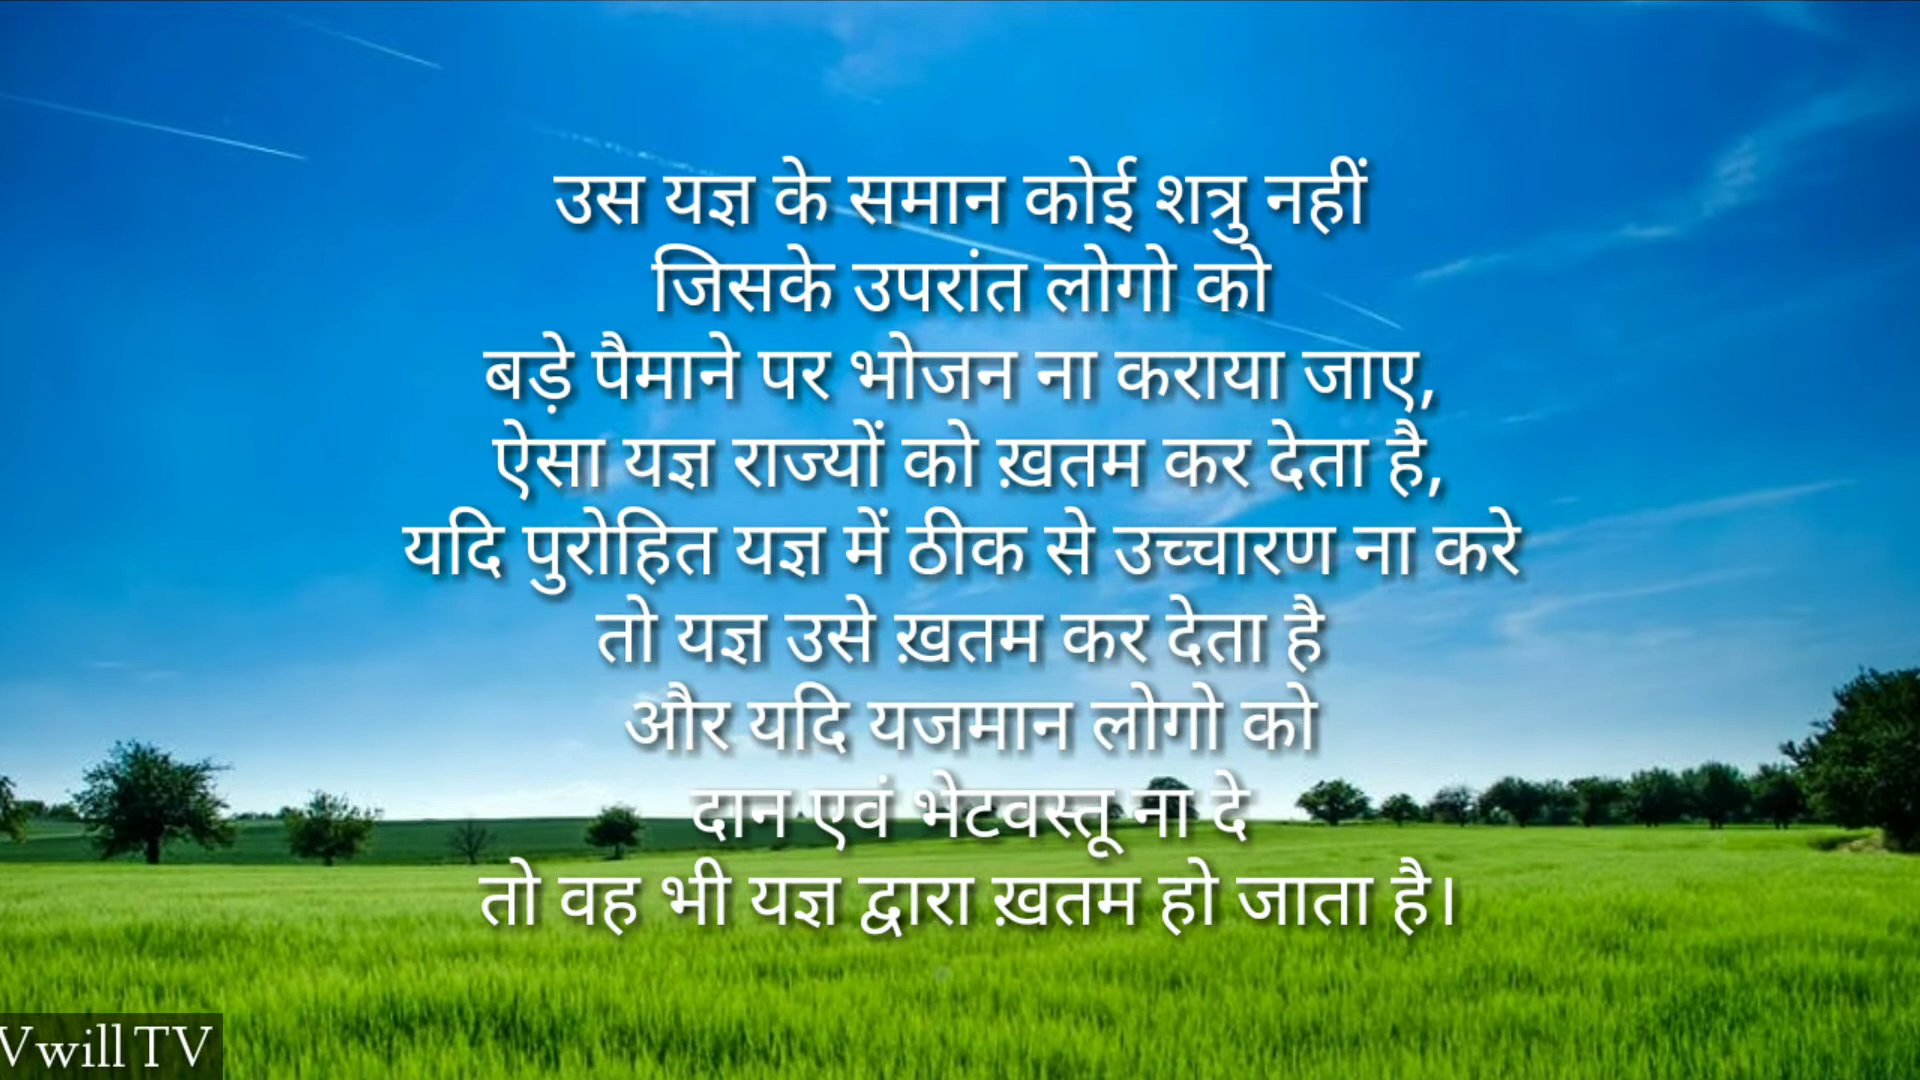 उस यज्ञ के समान कोई शत्रु नहीं
जिसके उपरांत लोगो को
बड़े पैमाने पर भोजन ना कराया जाए,
ऐसा यज्ञ राज्यों को ख़तम कर देता है,
यदि पुरोहित यज्ञ में ठीक से उच्चारण ना करे
तो यज्ञ उसे ख़तम कर देता है
और यदि यजमान लोगो को
दान एवं भेटवस्तू ना दे
तो वह भी यज्ञ द्वारा ख़तम हो जाता है।
Vwill TV